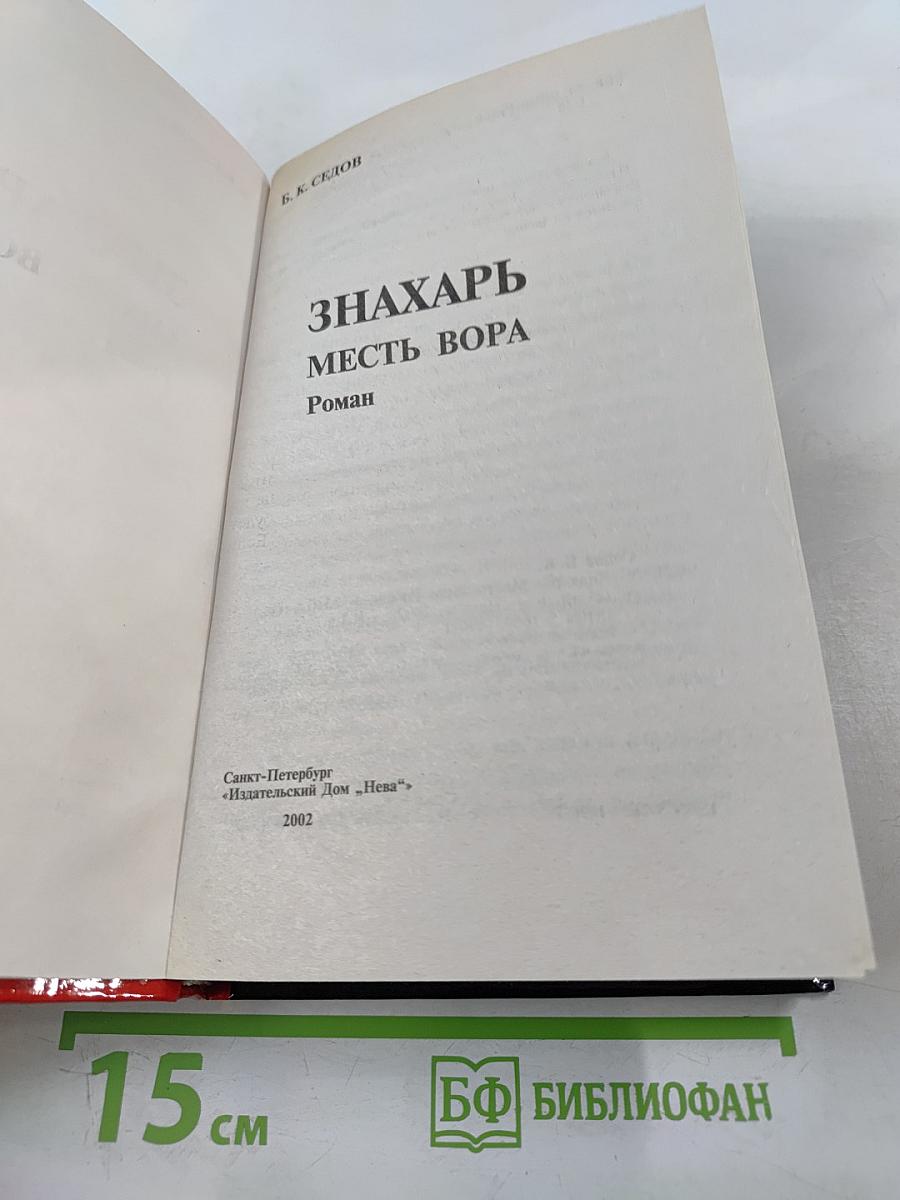 Б. К. СЕДОВ
ЗНАХАРЬ
МЕСТЬ ВОРА
Роман
Санкт-Петербург
«Издательский Дом „Нева“»
2002
15 см
БФ БИБЛИОФАН